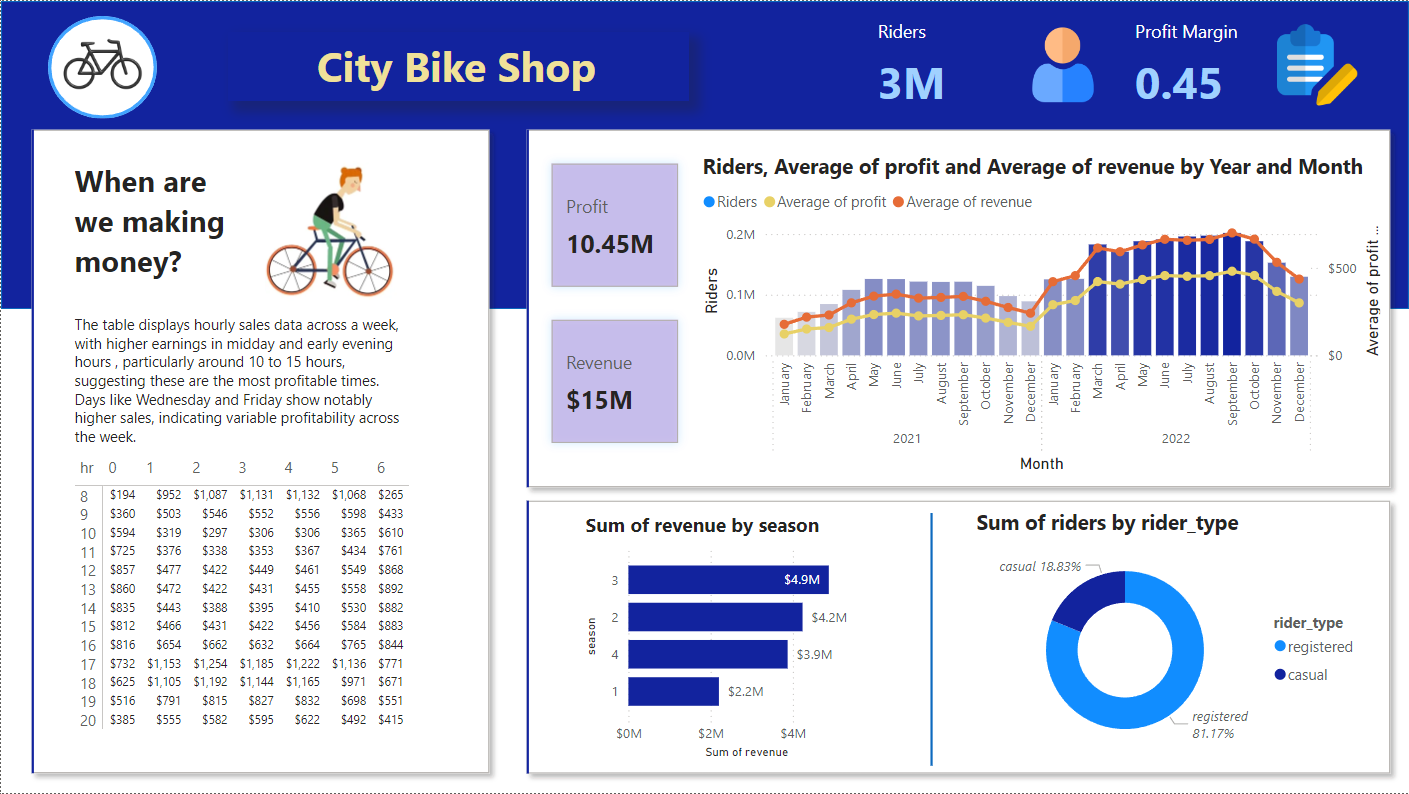 City Bike Shop
Riders
3M
Profit Margin
0.45
When are
we making
money?
The table displays hourly sales data across a week,
with higher earnings in midday and early evening
hours , particularly around 10 to 15 hours,
suggesting these are the most profitable times.
Days like Wednesday and Friday show notably
higher sales, indicating variable profitability across
the week.
hr 0 1 2 3 4 5 6
8 $194 $952 $1,087 $1,131 $1,132 $1,068 $265
9 $360 $503 $546 $552 $556 $598 $433
10 $594 $319 $297 $306 $306 $365 $610
11 $725 $376 $338 $353 $367 $434 $761
12 $857 $477 $422 $449 $461 $549 $868
13 $860 $472 $422 $431 $455 $558 $892
14 $835 $443 $388 $395 $410 $530 $882
15 $812 $466 $431 $422 $456 $584 $883
16 $816 $654 $662 $632 $664 $765 $844
17 $732 $1,153 $1,254 $1,185 $1,222 $1,136 $771
18 $625 $1,105 $1,192 $1,144 $1,165 $971 $671
19 $516 $791 $815 $827 $832 $698 $551
20 $385 $555 $582 $595 $622 $492 $415
Profit
10.45M
Revenue
$15M
Riders, Average of profit and Average of revenue by Year and Month
Riders Average of profit Average of revenue
Riders
0.2M
0.1M
0.0M
$500
$0
Average of profit ...
January February March April May June July August September October November December January February March April May June July August September October November December
2021 2022
Month
Sum of revenue by season
season
3 $4.9M
2 $4.2M
4 $3.9M
1 $2.2M
$0M $2M $4M
Sum of revenue
Sum of riders by rider_type
casual 18.83%
registered
81.17%
rider_type
registered
casual